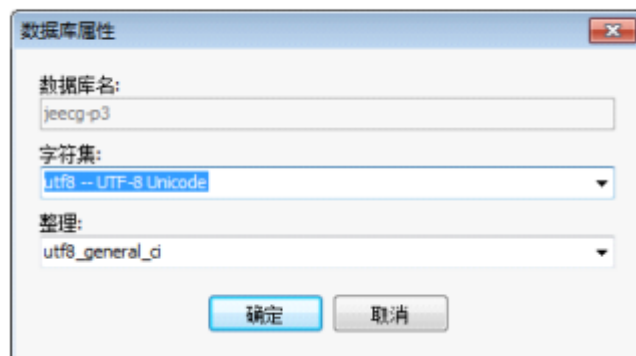 数据库属性
数据库名:
jeecg-p3
字符集:
utf8 -- UTF-8 Unicode
整理:
utf8_general_ci
确定 取消